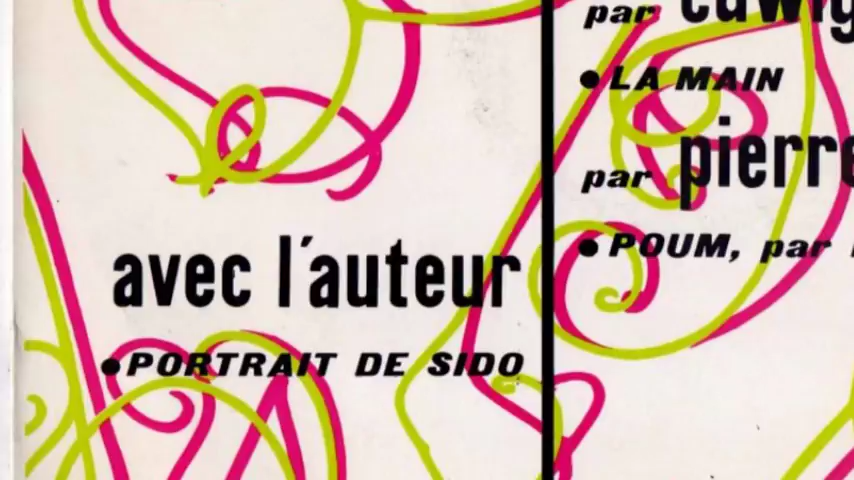 avec l'auteur
•PORTRAIT DE SIDO
par
•LA MAIN
par pierre
•POUM, par